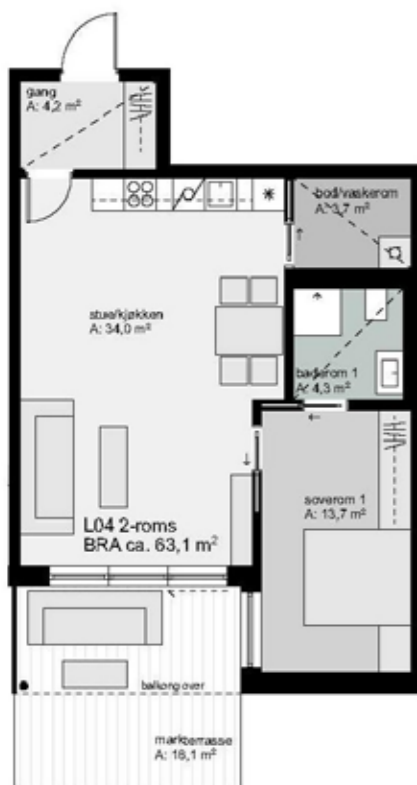 gang
A: 4,2 m²
bod/vaskerom
A: 3,7 m²
stue/kjøkken
A: 34,0 m²
baderom 1
A: 4,3 m²
soverom 1
A: 13,7 m²
L04 2-roms
BRA ca. 63,1 m²
balkong over
markterrasse
A: 16,1 m²